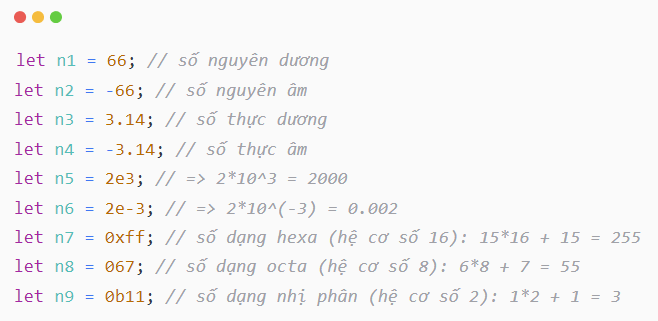 let n1 = 66; // số nguyên dương
let n2 = -66; // số nguyên âm
let n3 = 3.14; // số thực dương
let n4 = -3.14; // số thực âm
let n5 = 2e3; // => 2*10^3 = 2000
let n6 = 2e-3; // => 2*10^(-3) = 0.002
let n7 = 0xff; // số dạng hexa (hệ cơ số 16): 15*16 + 15 = 255
let n8 = 067; // số dạng octa (hệ cơ số 8): 6*8 + 7 = 55
let n9 = 0b11; // số dạng nhị phân (hệ cơ số 2): 1*2 + 1 = 3